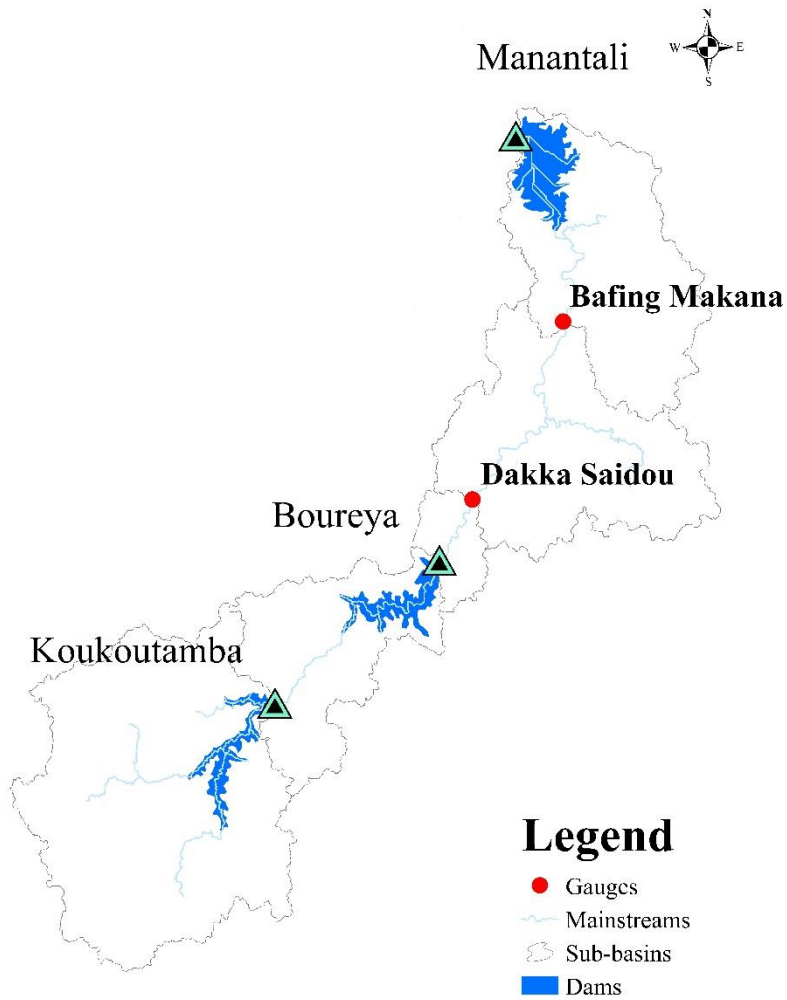 N
Manantali
W
E
S
Bafing Makana
Dakka Saidou
Boureya
Koukoutamba
Legend
Gauges
Mainstreams
Sub-basins
Dams